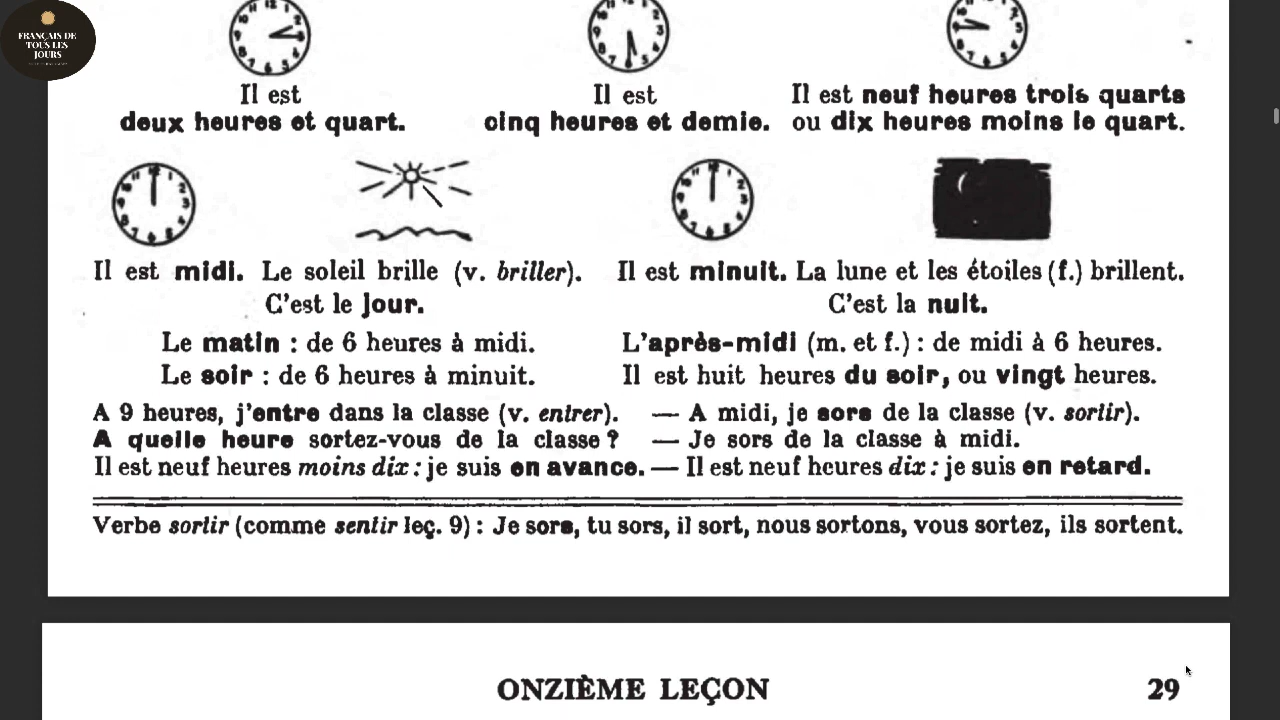 FRANÇAIS DE
TOUS LES
JOURS
Il est
deux heures et quart.
Il est
cinq heures et demie.
Il est neuf heures trois quarts
ou dix heures moins le quart.
Il est midi. Le soleil brille (v. briller).
C'est le jour.
Il est minuit. La lune et les étoiles (f.) brillent.
C'est la nuit.
Le matin : de 6 heures à midi.
L'après-midi (m. et f.) : de midi à 6 heures.
Le soir : de 6 heures à minuit.
Il est huit heures du soir, ou vingt heures.
A 9 heures, j'entre dans la classe (v. entrer). — A midi, je sors de la classe (v. sortir).
A quelle heure sortez-vous de la classe ? — Je sors de la classe à midi.
Il est neuf heures moins dix : je suis en avance. — Il est neuf heures dix : je suis en retard.
Verbe sortir (comme sentir leç. 9) : Je sors, tu sors, il sort, nous sortons, vous sortez, ils sortent.
ONZIÈME LEÇON 29